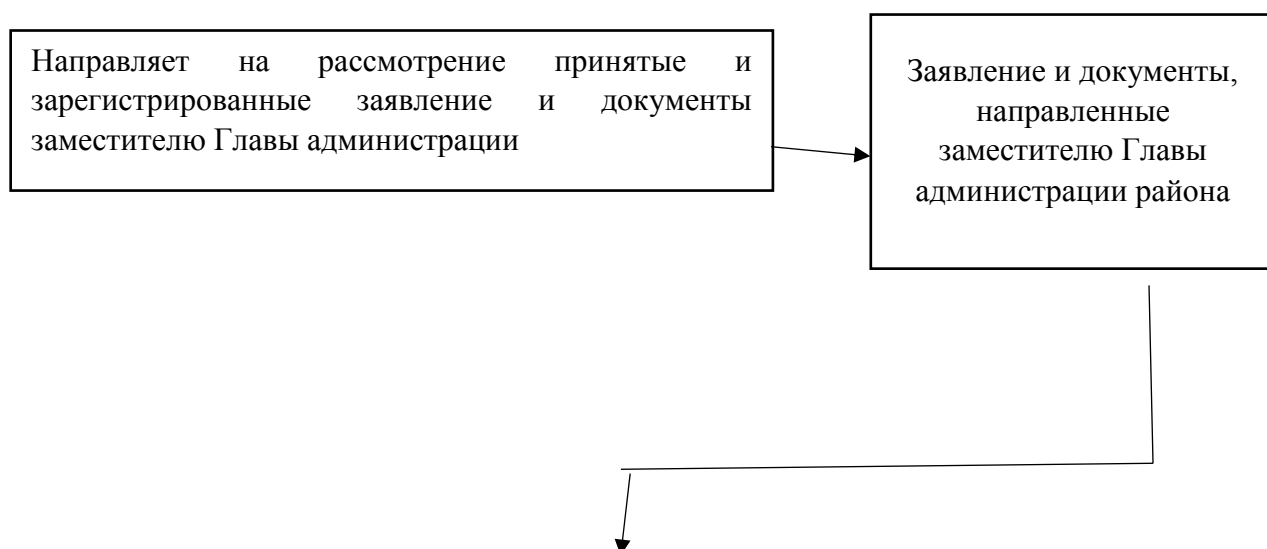 Направляет на рассмотрение принятые и
зарегистрированные заявление и документы
заместителю Главы администрации
Заявление и документы,
направленные
заместителю Главы
администрации района